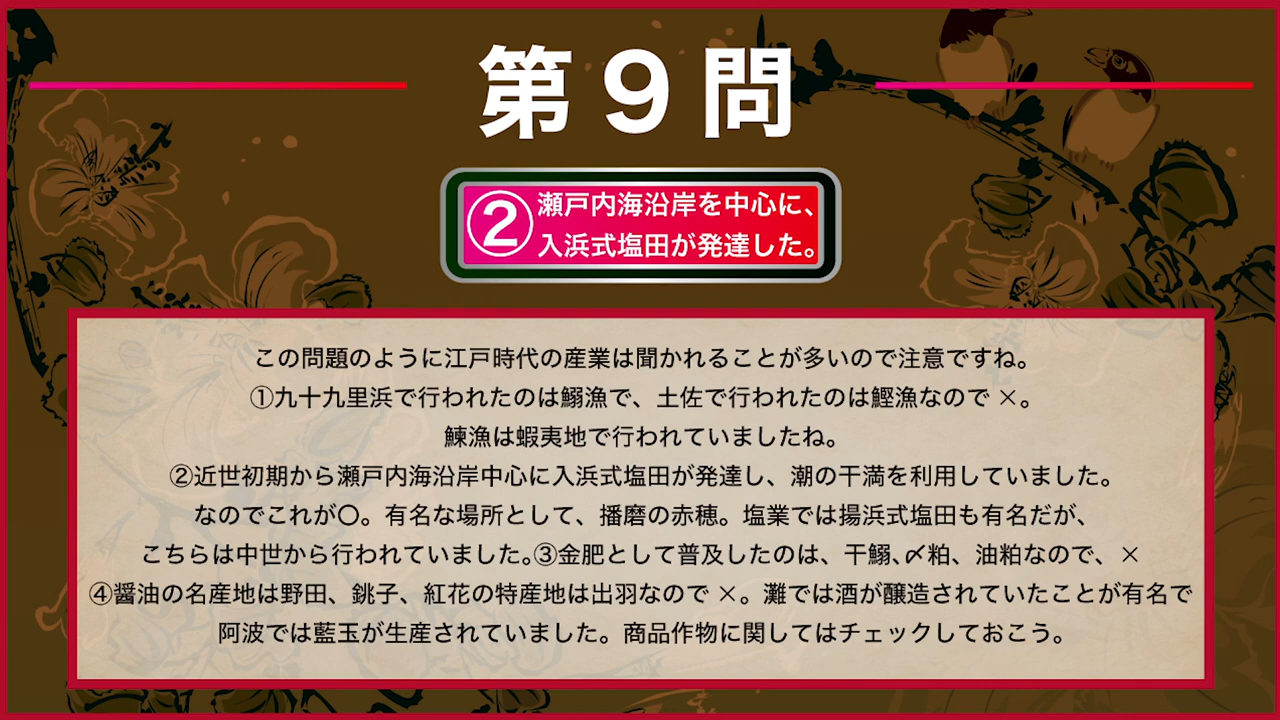 第９問
②瀬戸内海沿岸を中心に、
入浜式塩田が発達した。
この問題のように江戸時代の産業は聞かれることが多いので注意ですね。
①九十九里浜で行われたのは鰯漁で、土佐で行われたのは鰹漁なので ×。
鰊漁は蝦夷地で行われていましたね。
②近世初期から瀬戸内海沿岸中心に入浜式塩田が発達し、潮の干満を利用していました。
なのでこれが〇。有名な場所として、播磨の赤穂。塩業では揚浜式塩田も有名だが、
こちらは中世から行われていました。③金肥として普及したのは、干鰯、〆粕、油粕なので、×
④醤油の名産地は野田、銚子、紅花の特産地は出羽なので ×。灘では酒が醸造されていたことが有名で
阿波では藍玉が生産されていました。商品作物に関してはチェックしておこう。